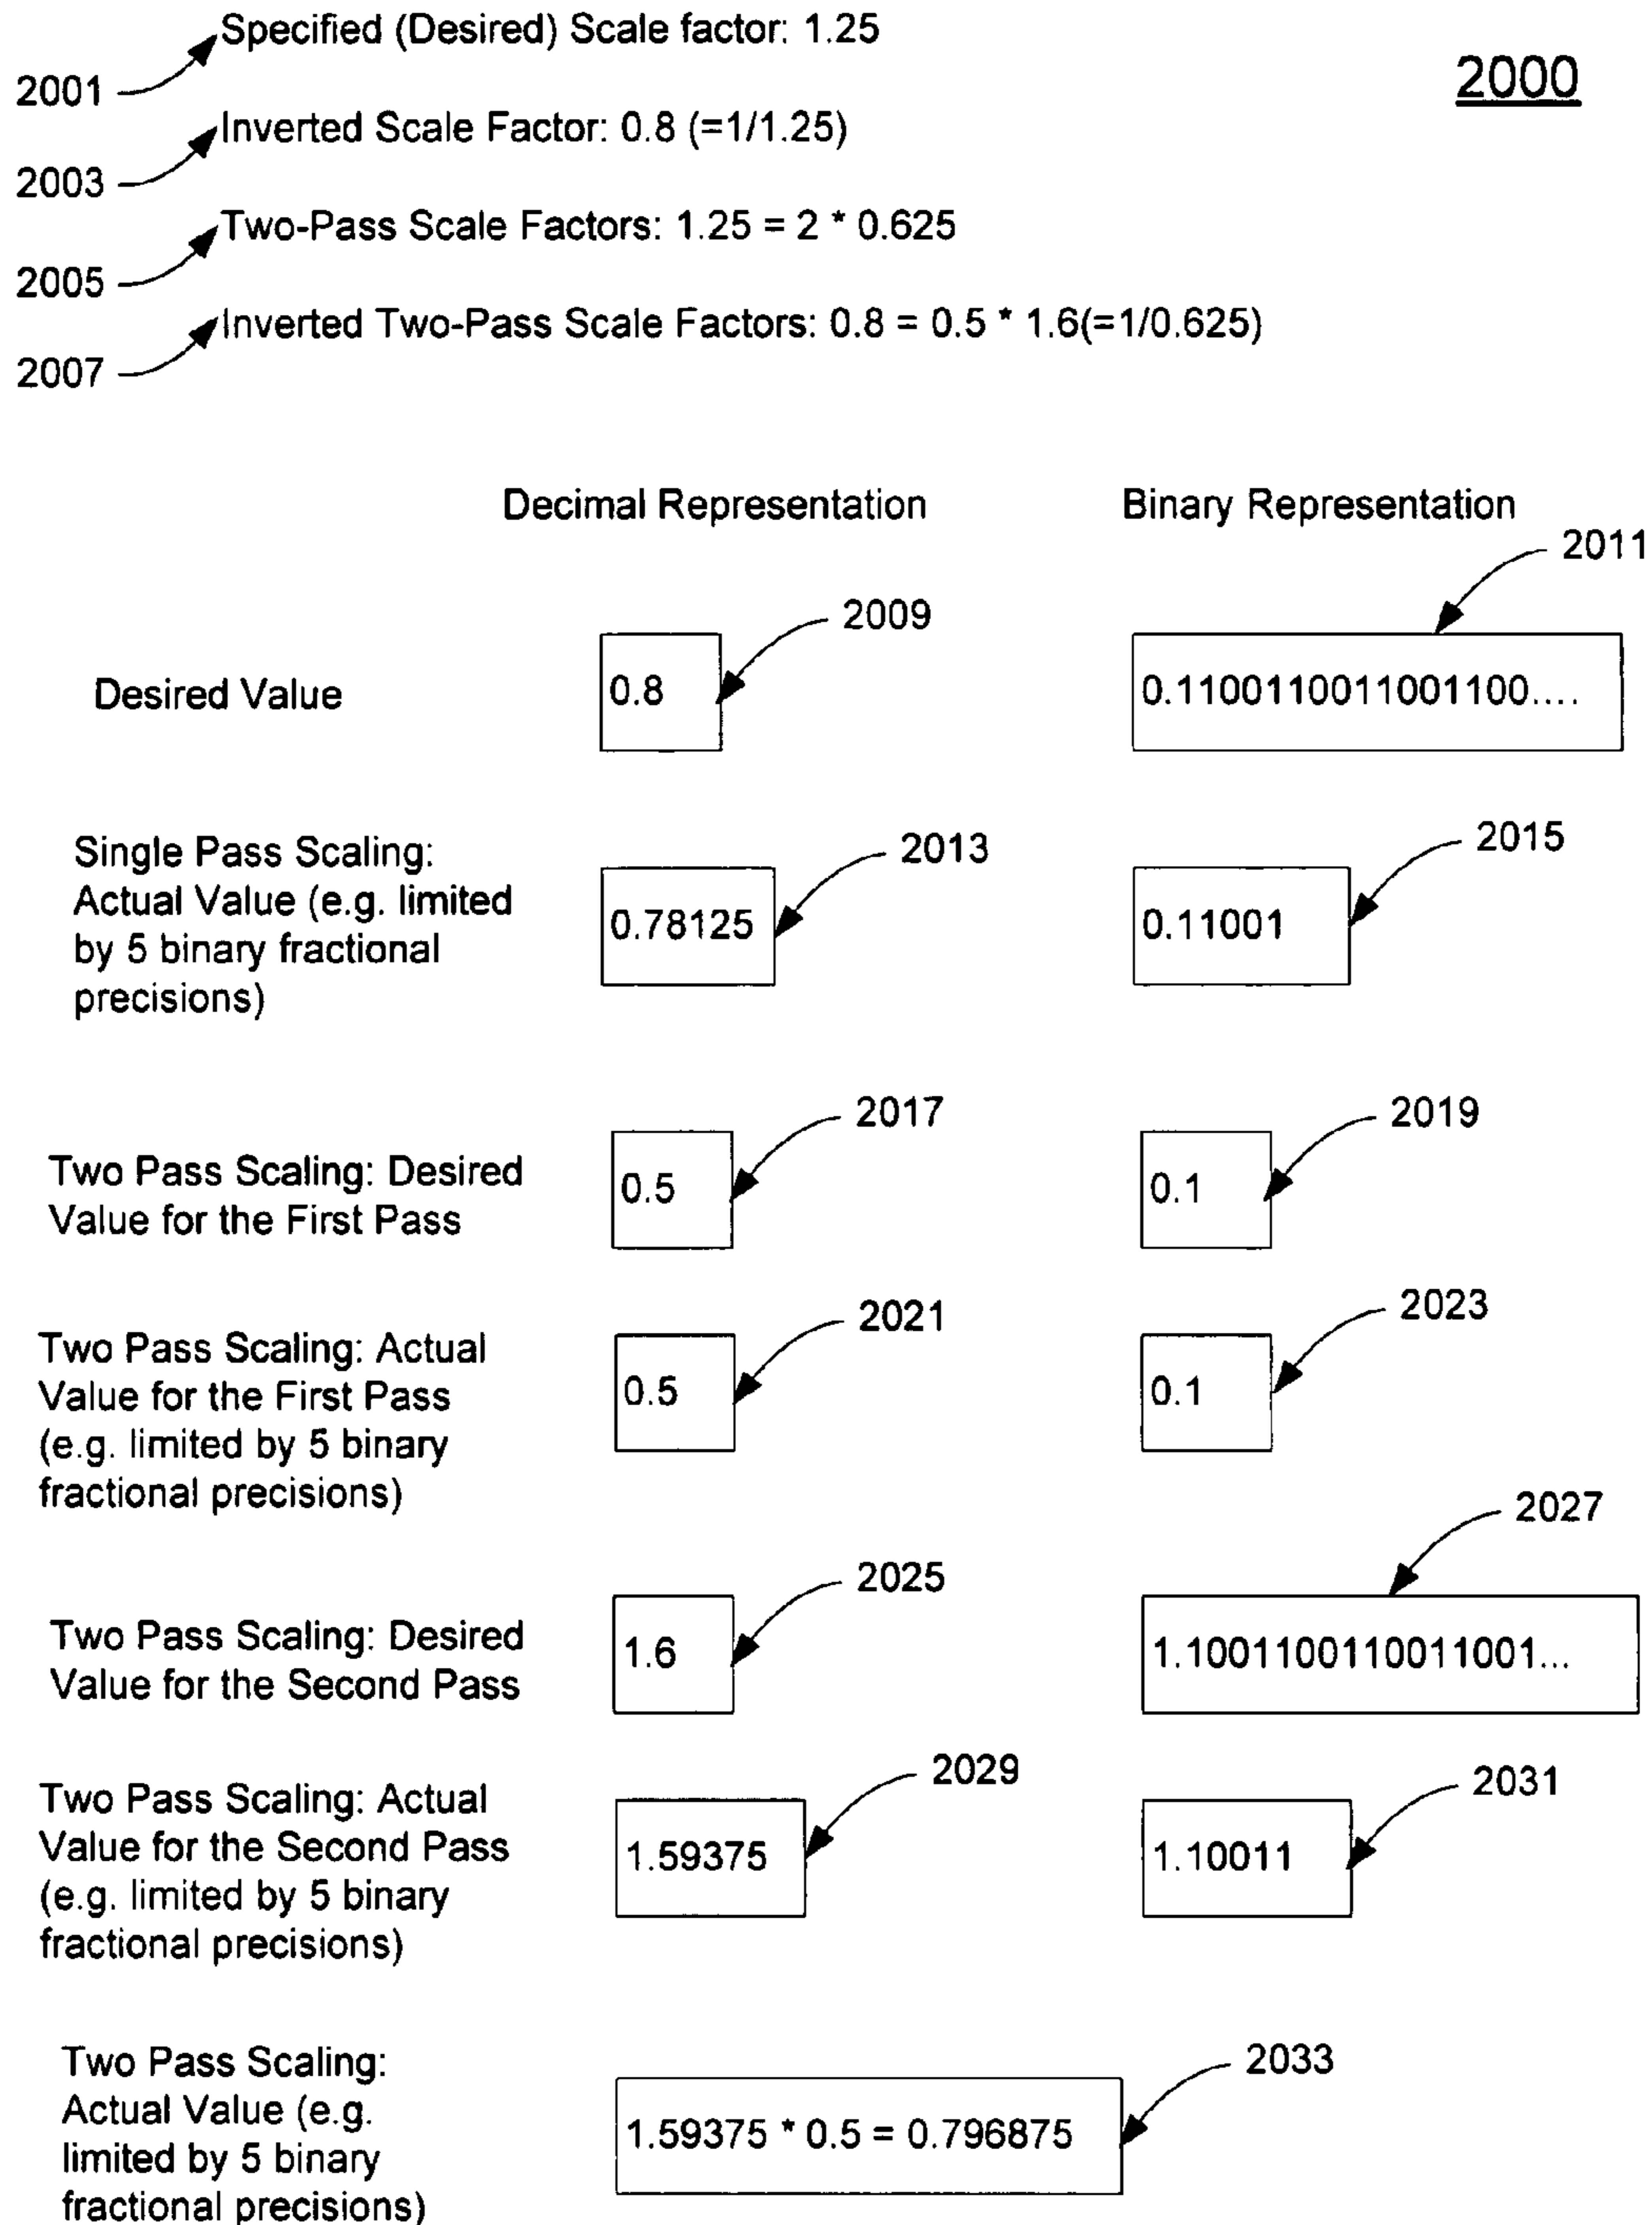 Specified (Desired) Scale factor: 1.25
2000
2001
Inverted Scale Factor: 0.8 (=1/1.25)
2003
Two-Pass Scale Factors: 1.25 = 2 * 0.625
2005
Inverted Two-Pass Scale Factors: 0.8 = 0.5 * 1.6(=1/0.625)
2007
Decimal Representation
Binary Representation
2011
2009
Desired Value
0.8
0.1100110011001100....
Single Pass Scaling:
Actual Value (e.g. limited
by 5 binary fractional
precisions)
2013
0.78125
2015
0.11001
Two Pass Scaling: Desired
Value for the First Pass
2017
0.5
2019
0.1
Two Pass Scaling: Actual
Value for the First Pass
(e.g. limited by 5 binary
fractional precisions)
2021
0.5
2023
0.1
Two Pass Scaling: Desired
Value for the Second Pass
2025
1.6
2027
1.1001100110011001...
Two Pass Scaling: Actual
Value for the Second Pass
(e.g. limited by 5 binary
fractional precisions)
2029
1.59375
2031
1.10011
Two Pass Scaling:
Actual Value (e.g.
limited by 5 binary
fractional precisions)
2033
1.59375 * 0.5 = 0.796875